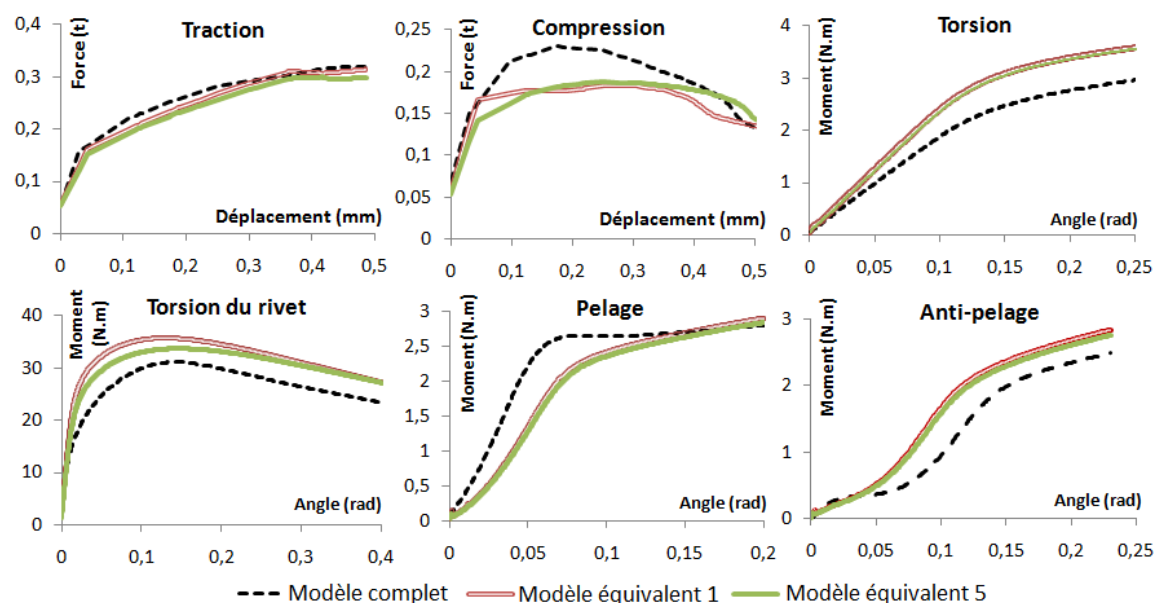 Traction
Force (t)
0,4
0,3
0,2
0,1
0
Déplacement (mm)
0 0,1 0,2 0,3 0,4 0,5
Compression
Force (t)
0,25
0,2
0,15
0,1
0,05
0
Déplacement (mm)
0 0,1 0,2 0,3 0,4 0,5
Torsion
Moment (N.m)
4
3
2
1
0
Angle (rad)
0 0,05 0,1 0,15 0,2 0,25
Torsion du rivet
Moment
(N.m)
40
30
20
10
0
Angle (rad)
0 0,1 0,2 0,3 0,4
Pelage
Moment (N.m)
3
2,5
2
1,5
1
0,5
0
Angle (rad)
0 0,05 0,1 0,15 0,2
Anti-pelage
Moment (N.m)
3
2
1
0
Angle (rad)
0 0,05 0,1 0,15 0,2 0,25
Modèle complet Modèle équivalent 1 Modèle équivalent 5